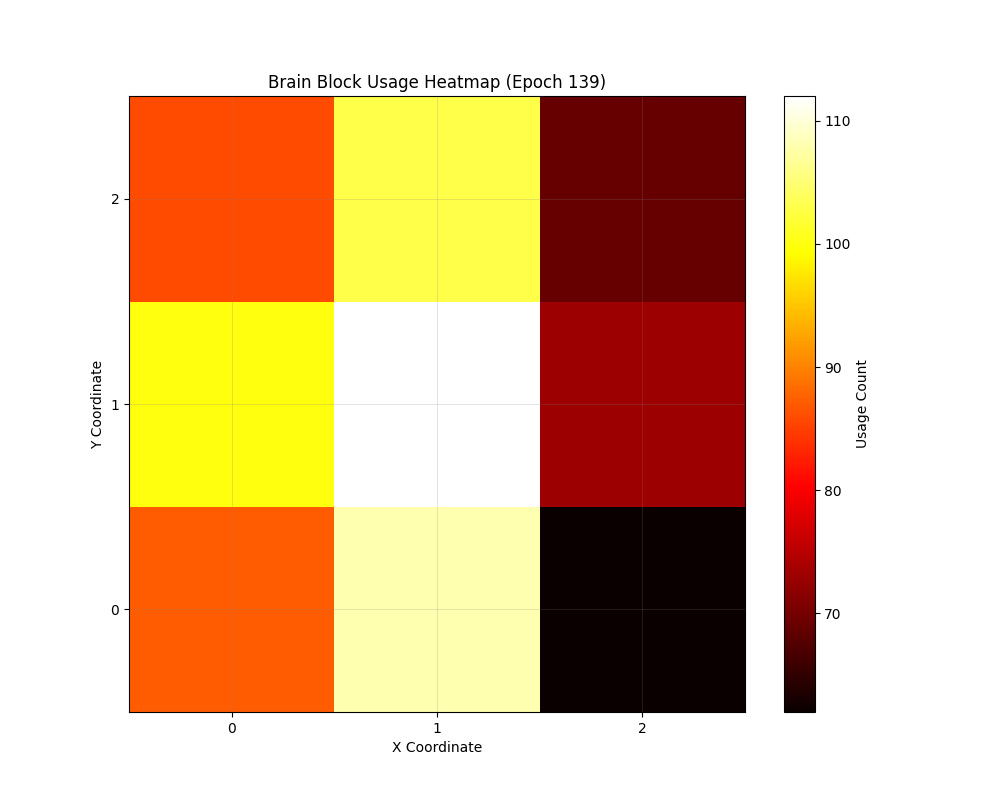 Brain Block Usage Heatmap (Epoch 139)
110
100
90
80
70
Usage Count
2
1
0
Y Coordinate
0 1 2
X Coordinate